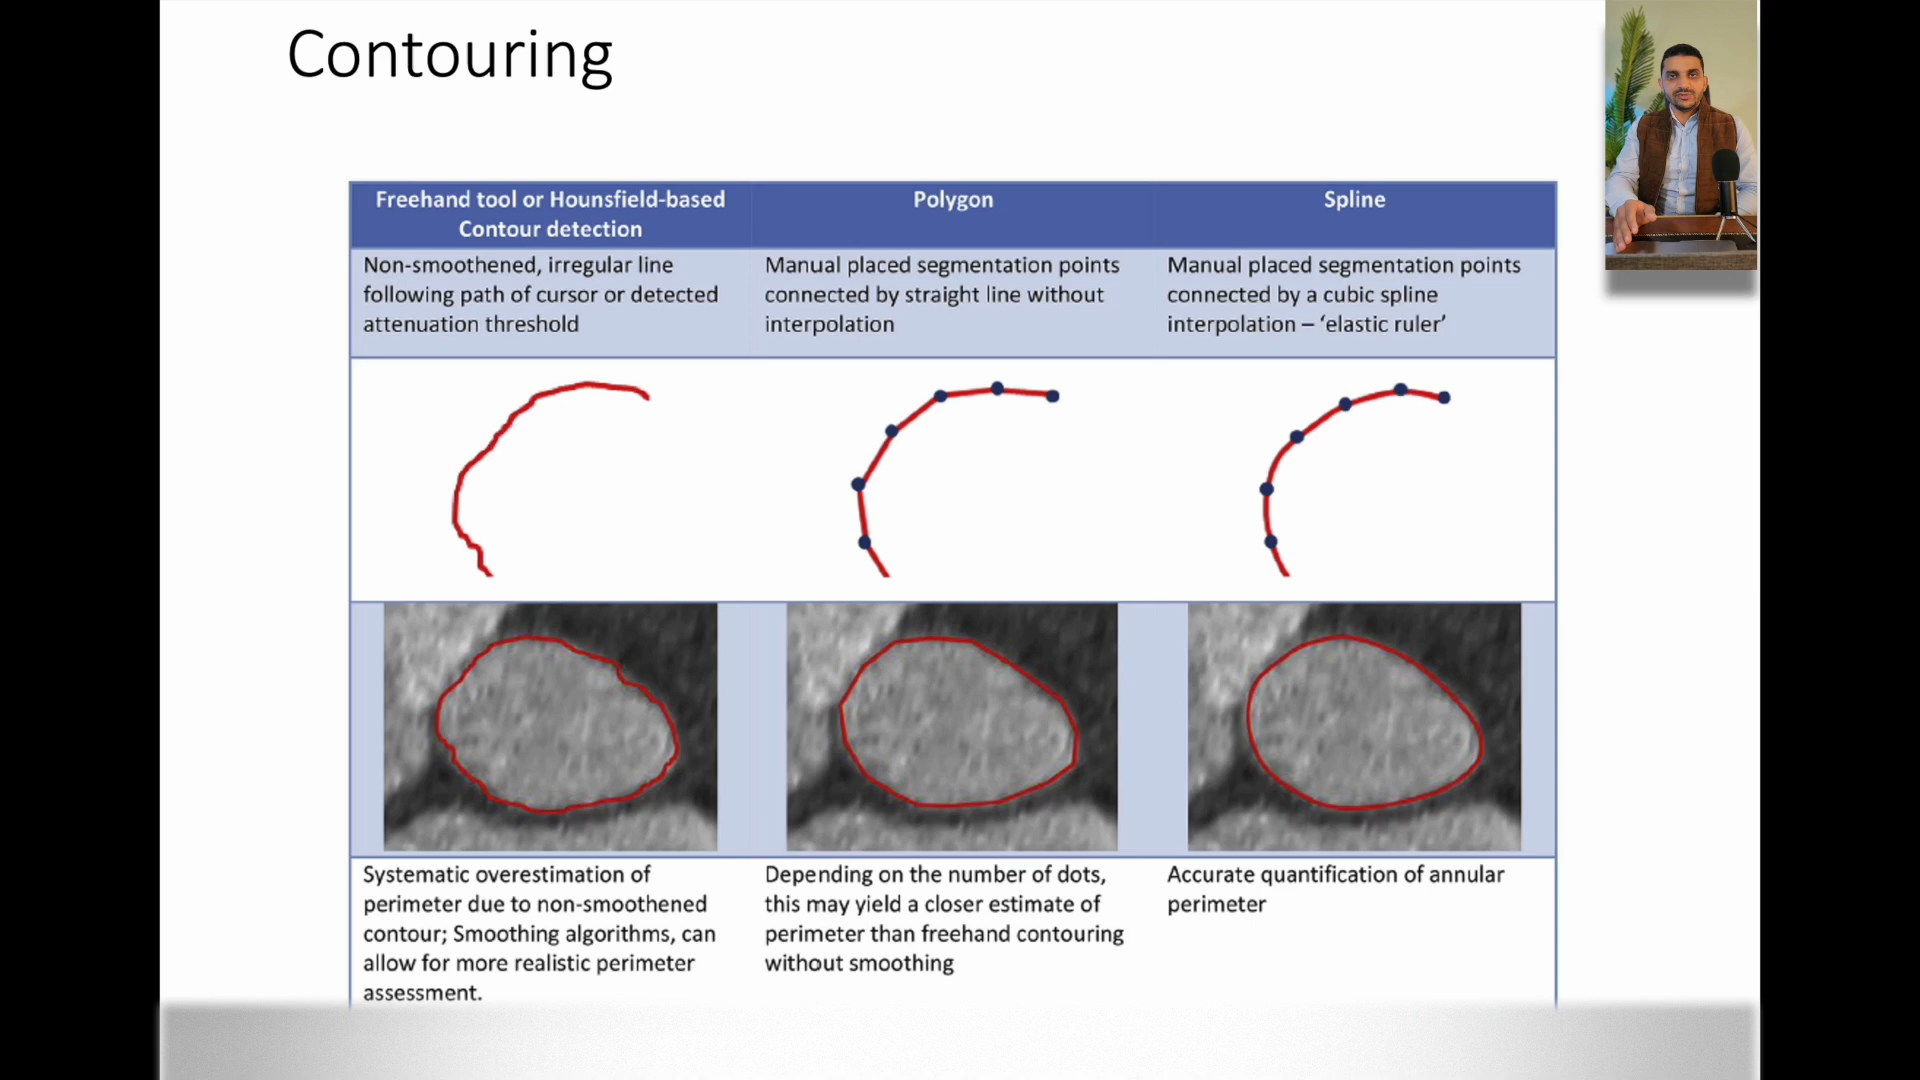 Contouring
Freehand tool or Hounsfield-based
Contour detection
Polygon
Spline
Non-smoothened, irregular line
following path of cursor or detected
attenuation threshold
Manual placed segmentation points
connected by straight line without
interpolation
Manual placed segmentation points
connected by a cubic spline
interpolation – ‘elastic ruler’
Systematic overestimation of
perimeter due to non-smoothened
contour; Smoothing algorithms, can
allow for more realistic perimeter
assessment.
Depending on the number of dots,
this may yield a closer estimate of
perimeter than freehand contouring
without smoothing
Accurate quantification of annular
perimeter